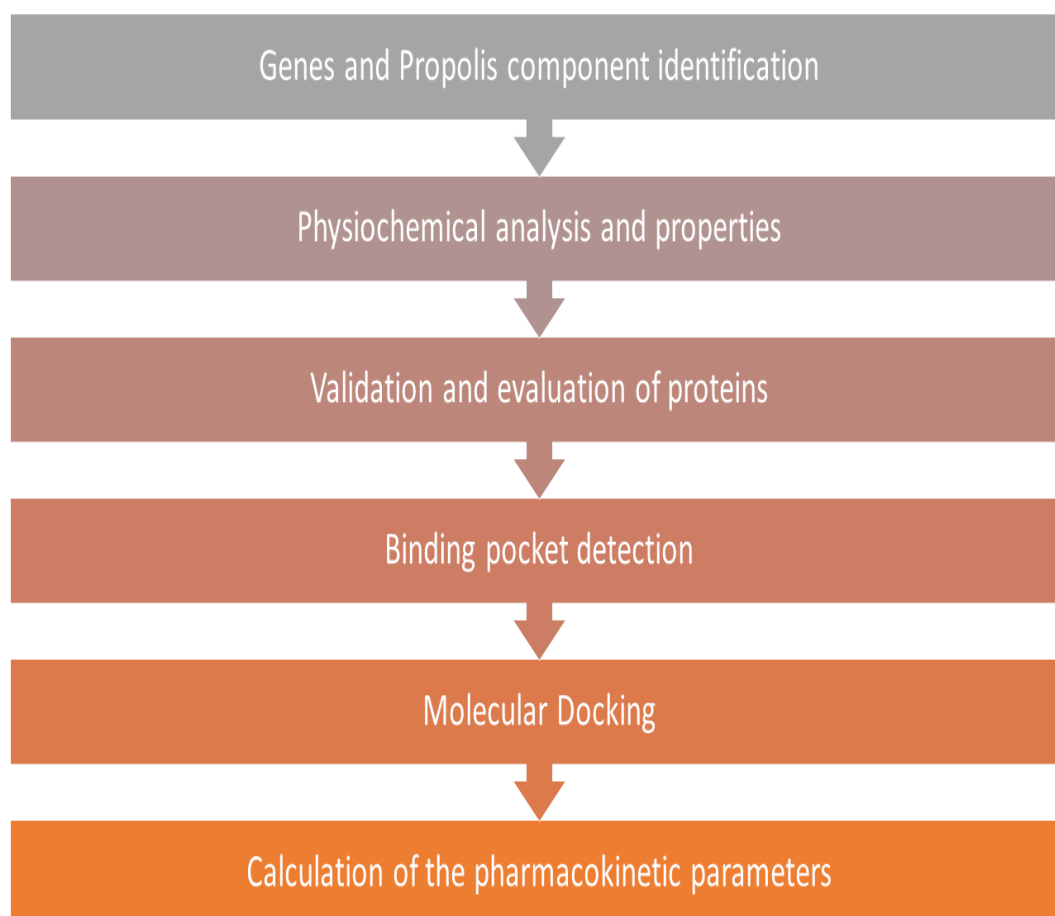 Genes and Propolis component identification
Physiochemical analysis and properties
Validation and evaluation of proteins
Binding pocket detection
Molecular Docking
Calculation of the pharmacokinetic parameters